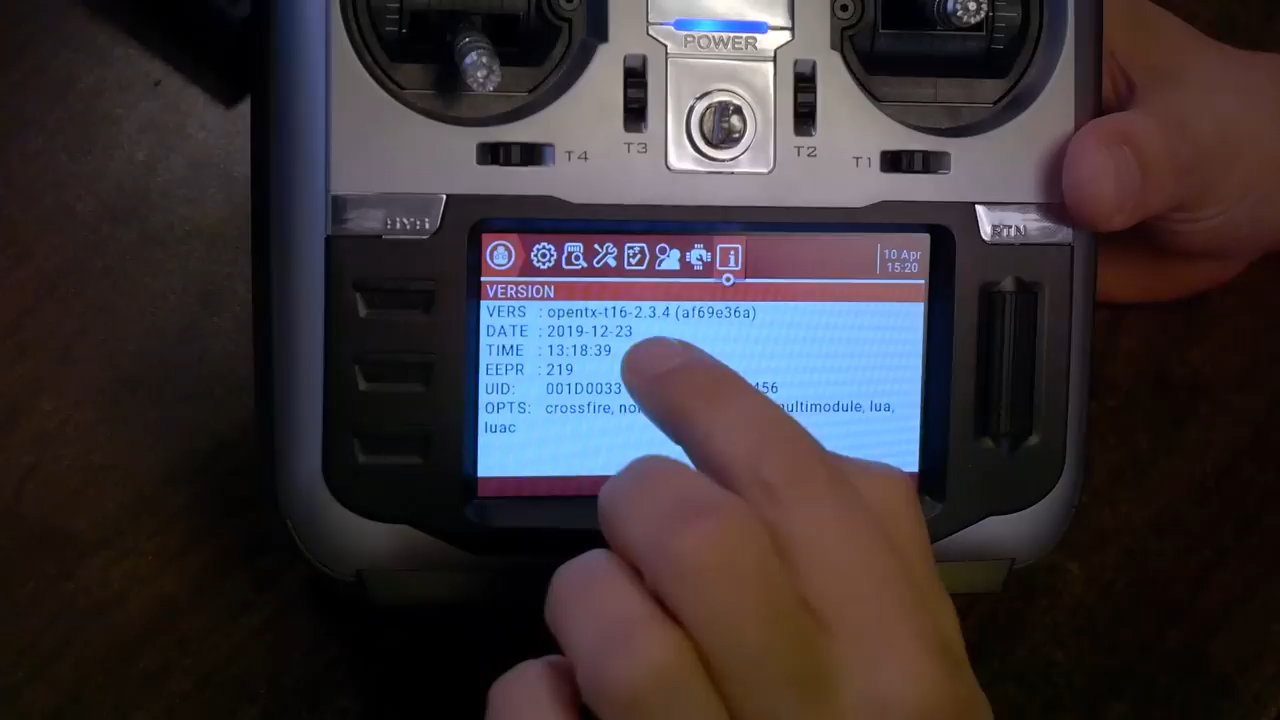 POWER
T4
T3
T2
T1
SYS
RTN
10 Apr
15:20
VERSION
VERS : opentx-t16-2.3.4 (af69e36a)
DATE : 2019-12-23
TIME : 13:18:39
EEPR : 219
UID: 001D0033 456
OPTS: crossfire, multimodule, lua,
luac